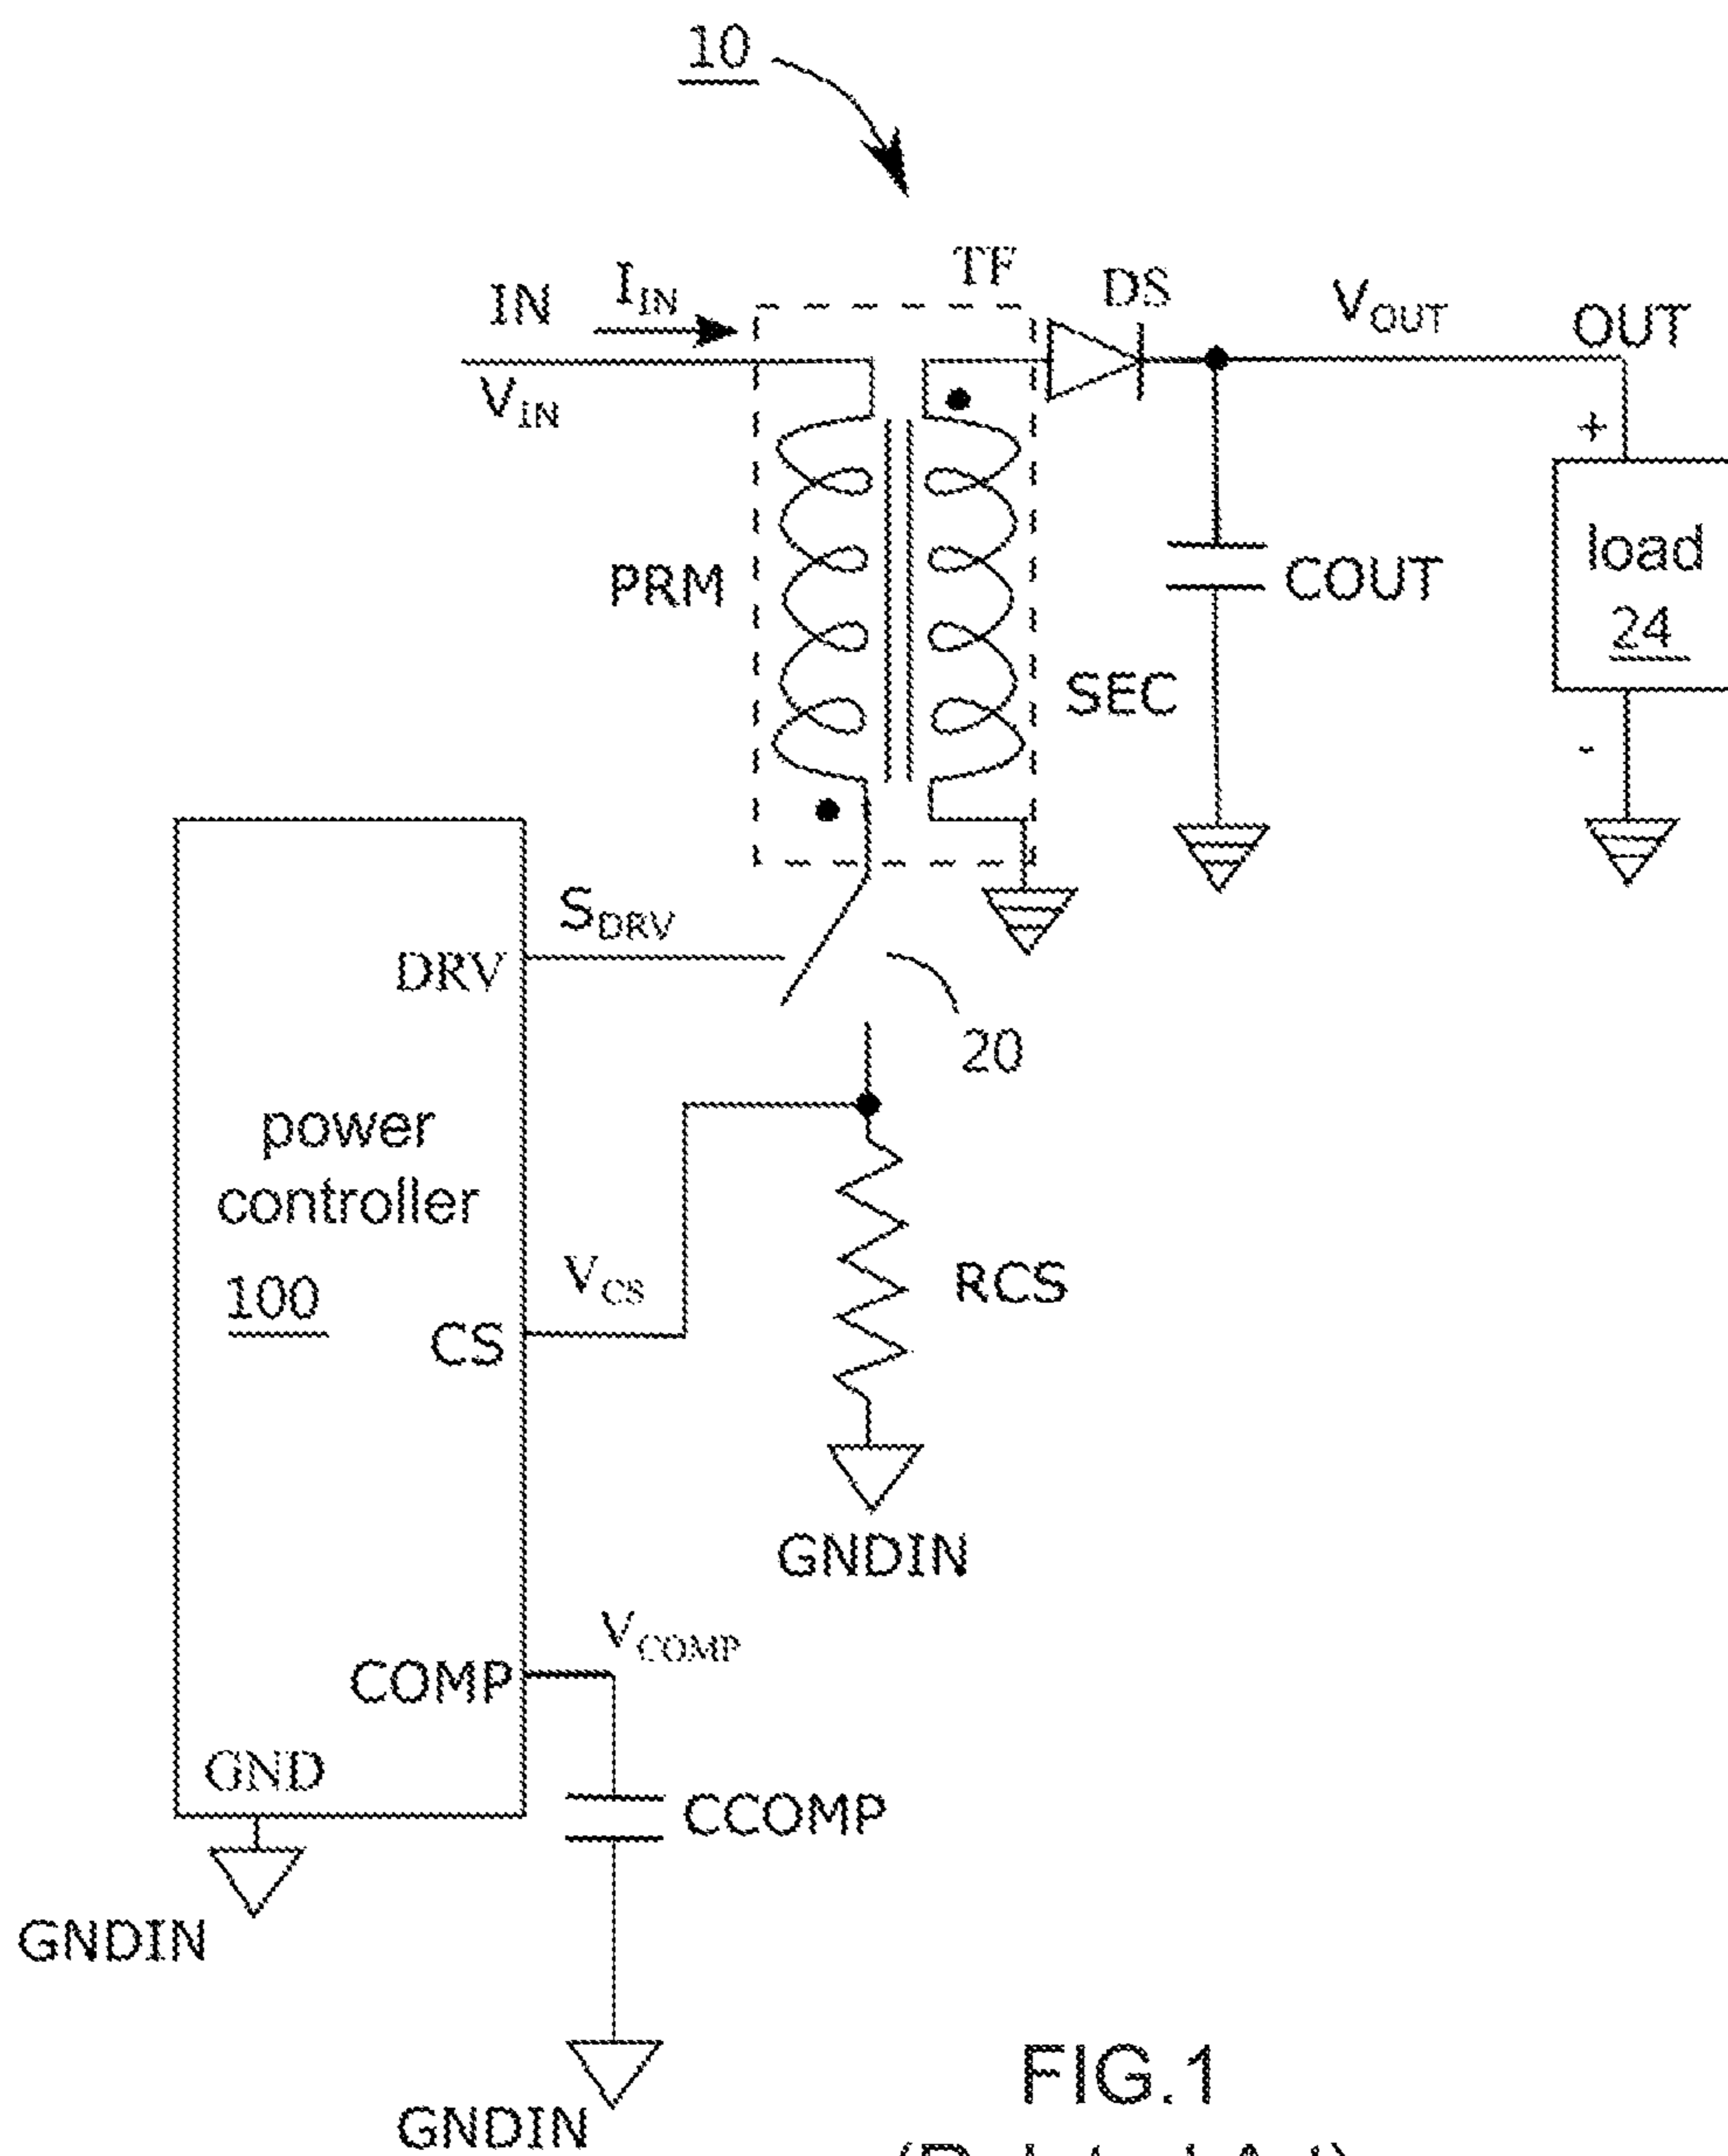 10
TF
DS
IN
I_IN
V_IN
V_OUT
OUT
+
PRM
COUT
load
24
SEC
-
S_DRV
DRV
20
power
controller
100
V_CS
CS
RCS
GNDIN
V_COMP
COMP
GND
CCOMP
GNDIN
GNDIN
FIG.1